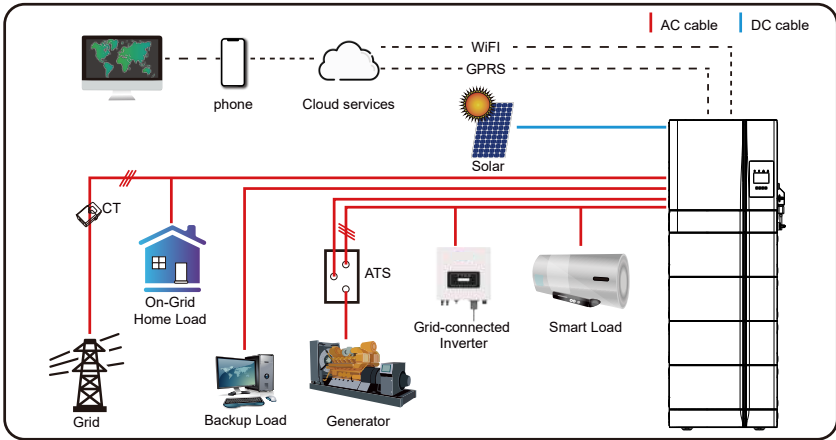 AC cable
DC cable
WiFI
GPRS
phone
Cloud services
Solar
CT
ATS
On-Grid
Home Load
Grid-connected
Inverter
Smart Load
Grid
Backup Load
Generator